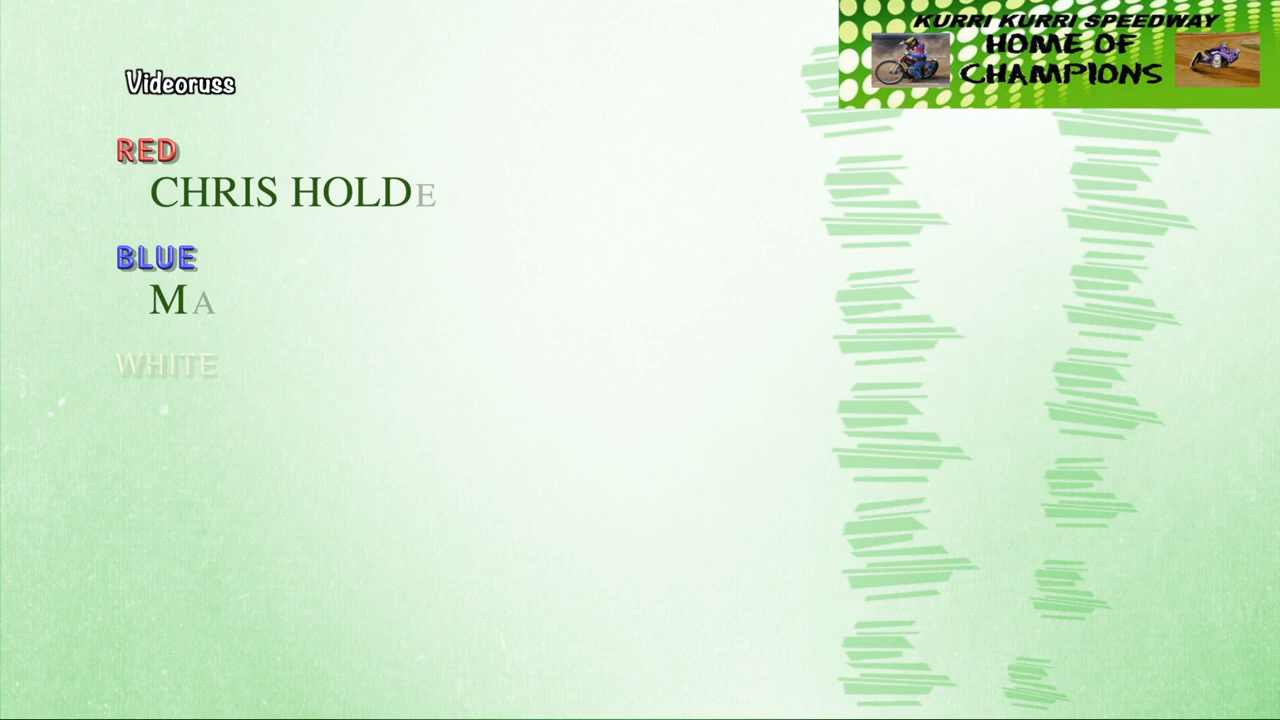 KURRI KURRI SPEEDWAY
HOME OF
CHAMPIONS
Videoruss
RED
CHRIS HOLDE
BLUE
MA
WHITE